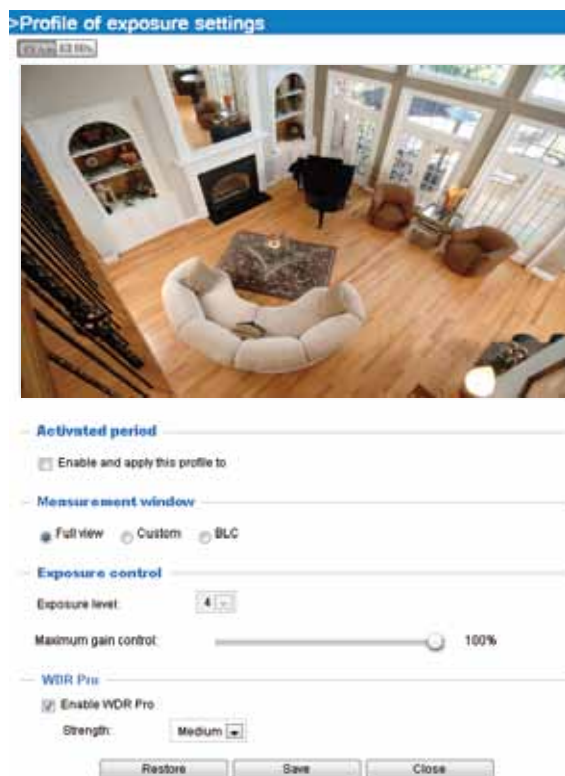 >Profile of exposure settings
Activated period
Enable and apply this profile to
Measurement window
Full view Custom BLC
Exposure control
Exposure level: 4
Maximum gain control: 100%
WDR Pro
Enable WDR Pro
Strength: Medium
Restore Save Close